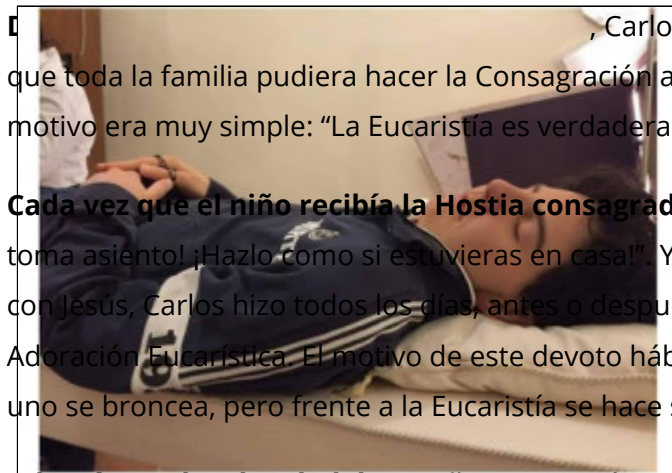 , Carlo
que toda la familia pudiera hacer la Consagración a
motivo era muy simple: “La Eucaristía es verdadera
Cada vez que el niño recibía la Hostia consagrad
toma asiento! ¡Hazlo como si estuvieras en casa!”. Y
con Jesús, Carlos hizo todos los días, antes o despu
Adoración Eucarística. El motivo de este devoto háb
uno se broncea, pero frente a la Eucaristía se hace s